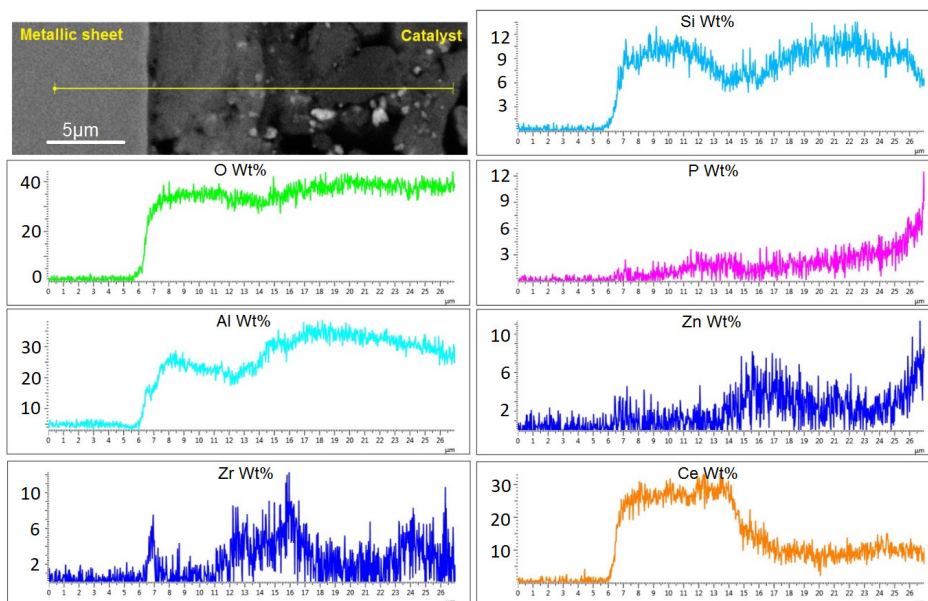 Metallic sheet
Catalyst
5μm
Si Wt%
12
9
6
3
0 1 2 3 4 5 6 7 8 9 10 11 12 13 14 15 16 17 18 19 20 21 22 23 24 25 26
μm
O Wt%
40
20
0
0 1 2 3 4 5 6 7 8 9 10 11 12 13 14 15 16 17 18 19 20 21 22 23 24 25 26
μm
P Wt%
12
9
6
3
0 1 2 3 4 5 6 7 8 9 10 11 12 13 14 15 16 17 18 19 20 21 22 23 24 25 26
μm
Al Wt%
30
20
10
0 1 2 3 4 5 6 7 8 9 10 11 12 13 14 15 16 17 18 19 20 21 22 23 24 25 26
μm
Zn Wt%
10
6
2
0 1 2 3 4 5 6 7 8 9 10 11 12 13 14 15 16 17 18 19 20 21 22 23 24 25 26
μm
Zr Wt%
10
6
2
0 1 2 3 4 5 6 7 8 9 10 11 12 13 14 15 16 17 18 19 20 21 22 23 24 25 26
μm
Ce Wt%
30
20
10
0 1 2 3 4 5 6 7 8 9 10 11 12 13 14 15 16 17 18 19 20 21 22 23 24 25 26
μm